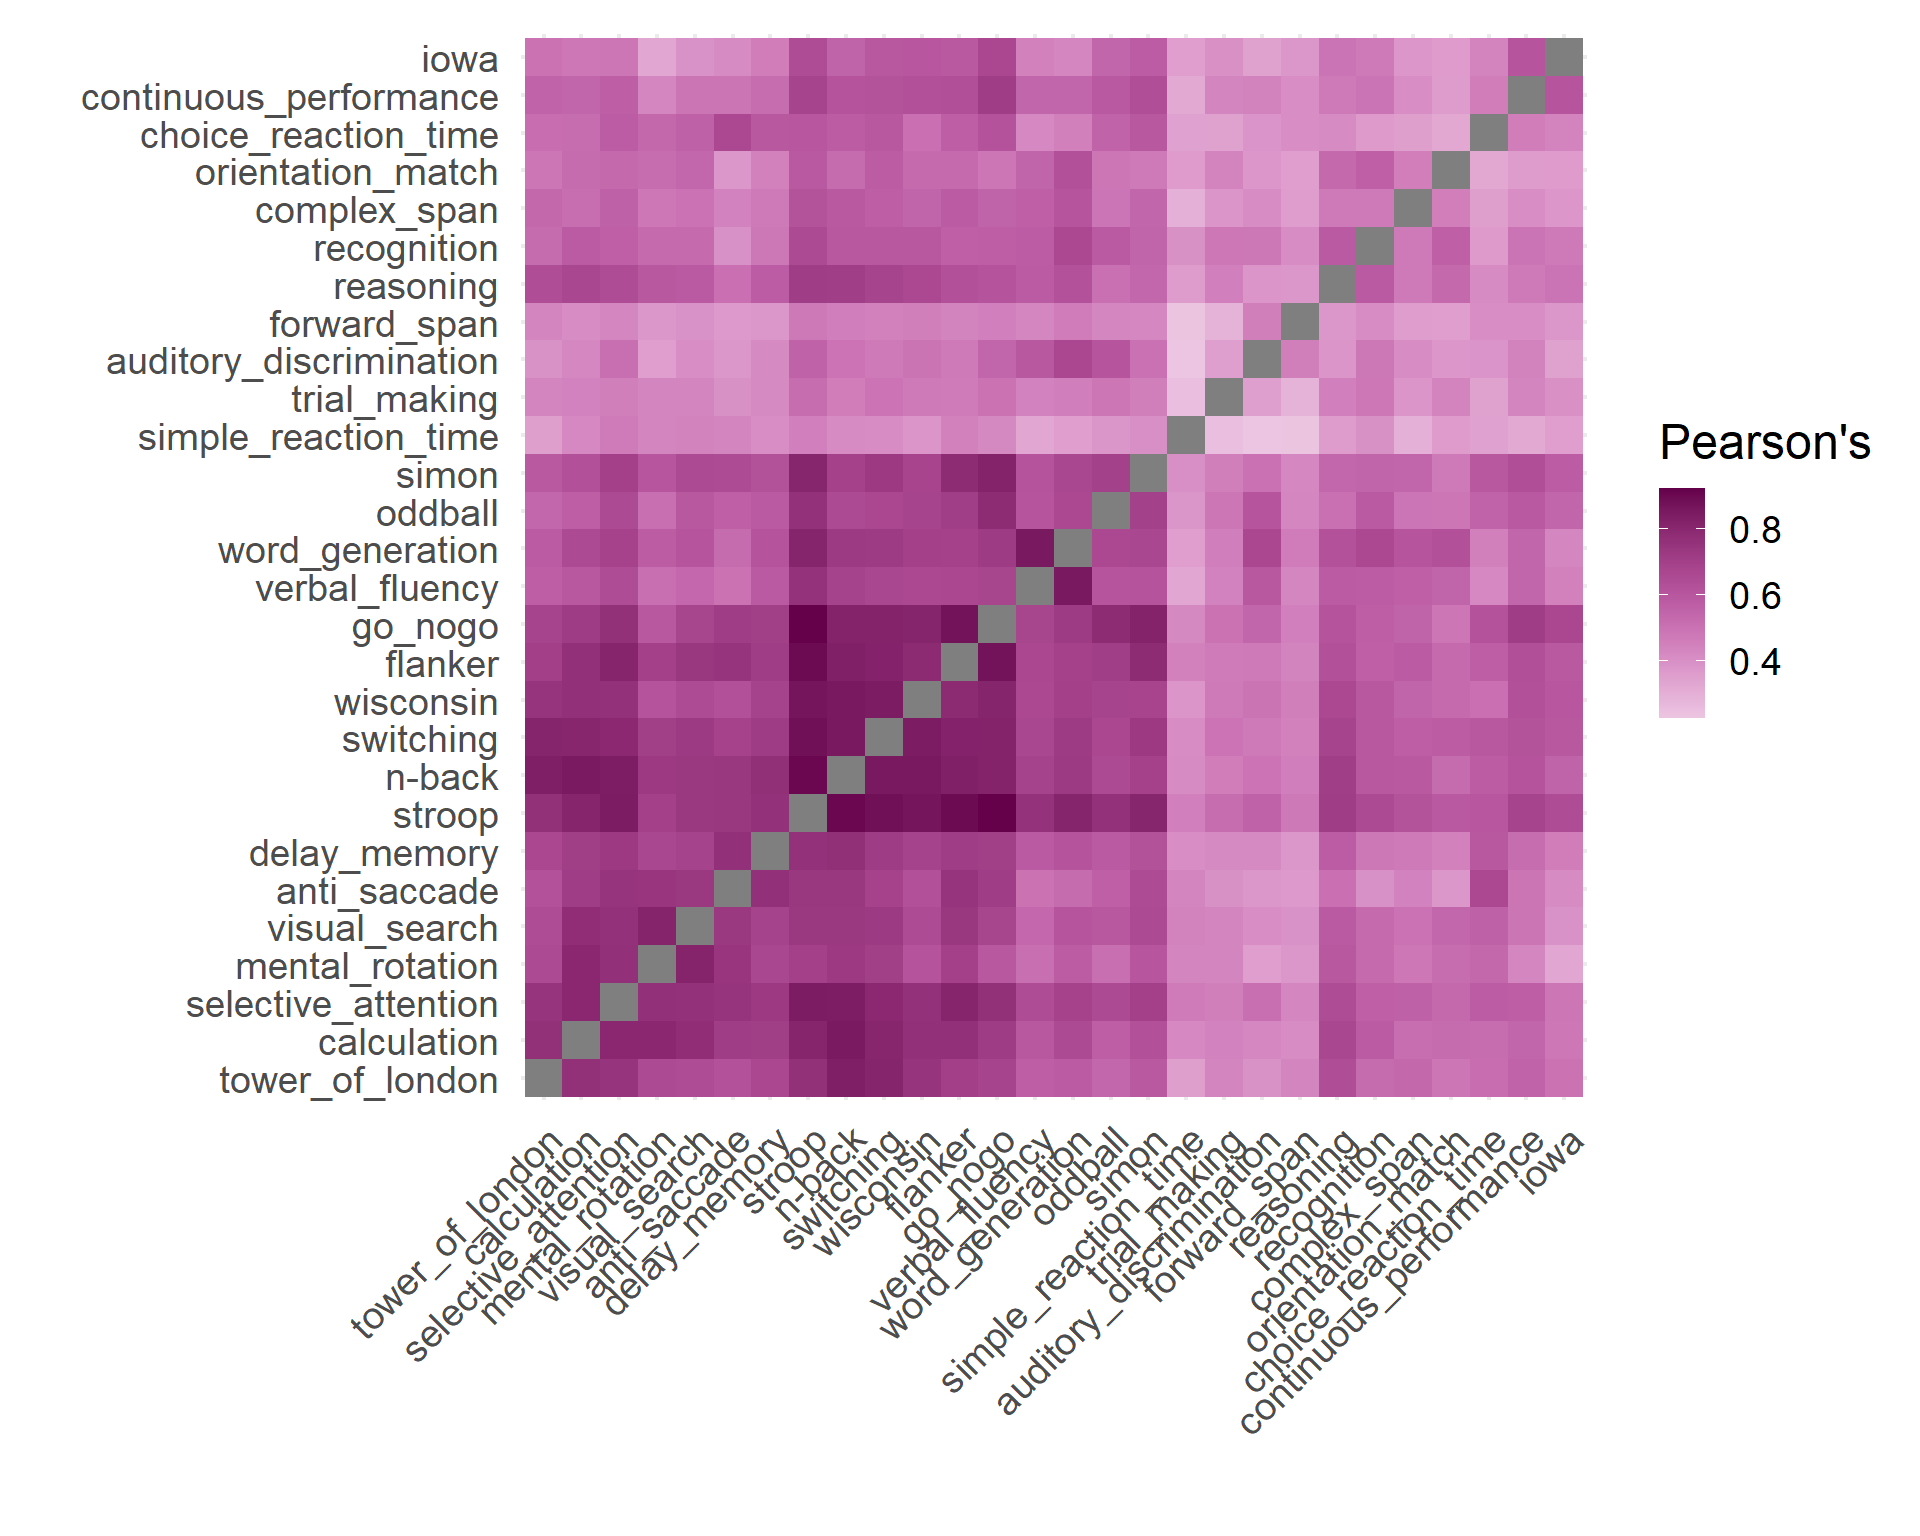 iowa
continuous_performance
choice_reaction_time
orientation_match
complex_span
recognition
reasoning
forward_span
auditory_discrimination
trial_making
simple_reaction_time
simon
oddball
word_generation
verbal_fluency
go_nogo
flanker
wisconsin
switching
n-back
stroop
delay_memory
anti_saccade
visual_search
mental_rotation
selective_attention
calculation
tower_of_london
tower_of_london
calculation
selective_attention
mental_rotation
visual_search
anti_saccade
delay_memory
stroop
n-back
switching
wisconsin
flanker
go_nogo
verbal_fluency
word_generation
oddball
simon
simple_reaction_time
trial_making
auditory_discrimination
forward_span
reasoning
recognition
complex_span
orientation_match
choice_reaction_time
continuous_performance
iowa
Pearson's
0.8
0.6
0.4